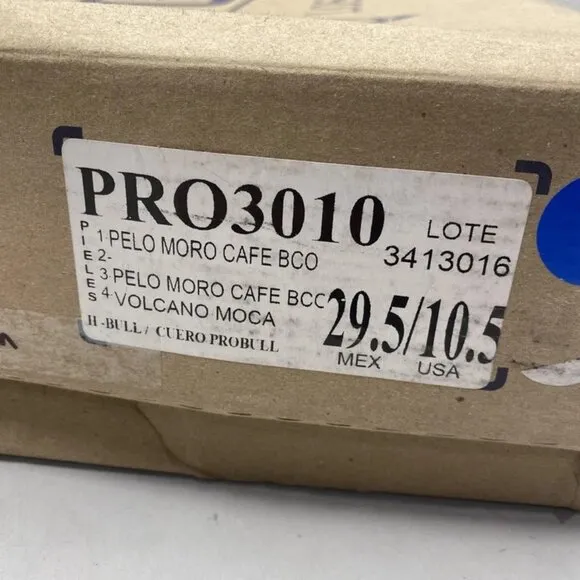 PRO3010
LOTE
3413016
PIELES
1-PELO MORO CAFE BCO
2-
3-PELO MORO CAFE BCO
4-VOLCANO MOCA
H-BULL / CUERO PROBULL
29.5/10.5
MEX USA